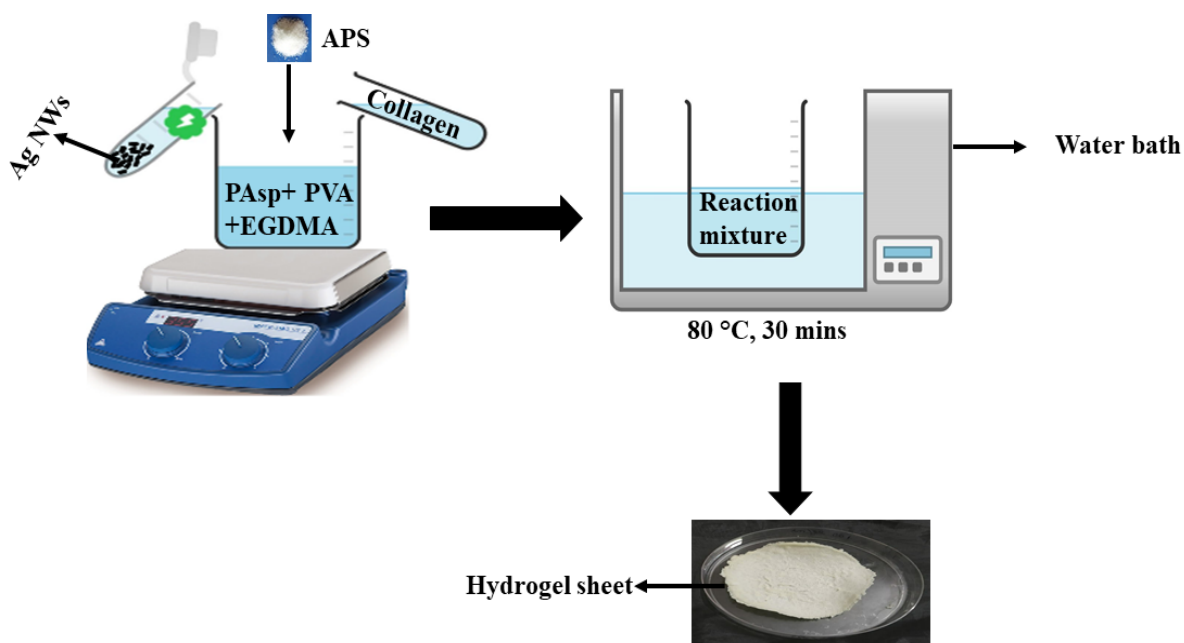 APS
Ag NWs
Collagen
PAsp+ PVA
+EGDMA
Reaction
mixture
Water bath
80 °C, 30 mins
Hydrogel sheet